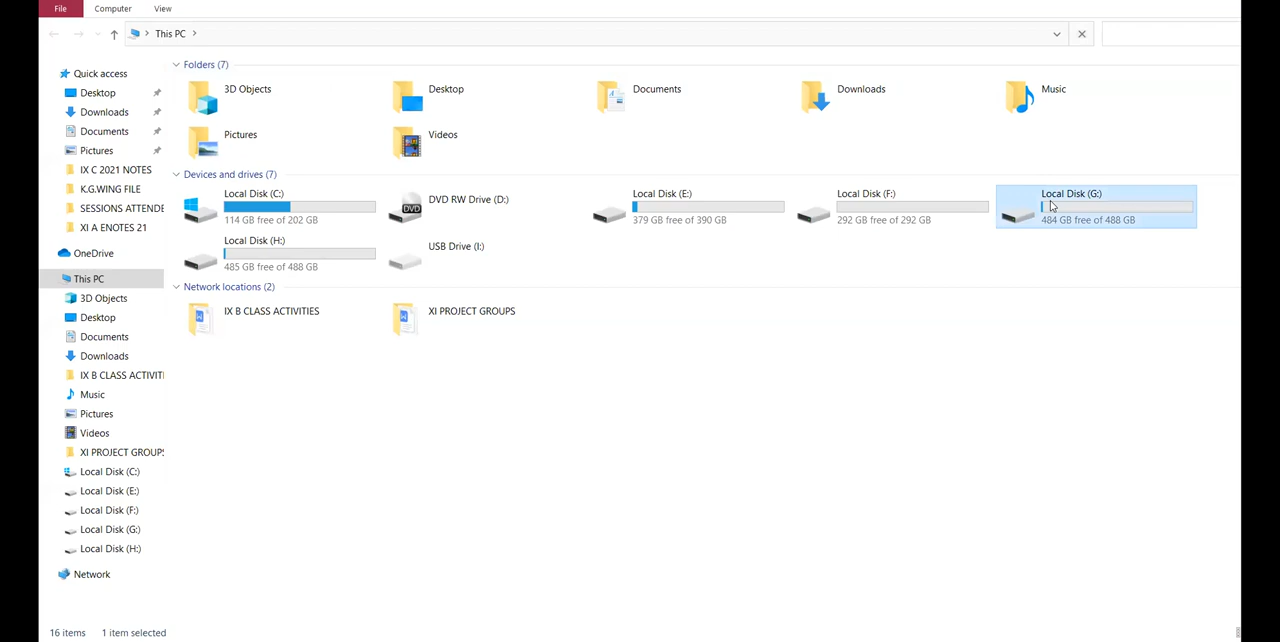 File Computer View
This PC
Quick access
Desktop
Downloads
Documents
Pictures
IX C 2021 NOTES
K.G.WING FILE
SESSIONS ATTENDE
XI A ENOTES 21
OneDrive
This PC
3D Objects
Desktop
Documents
Downloads
IX B CLASS ACTIVITI
Music
Pictures
Videos
XI PROJECT GROUPS
Local Disk (C:)
Local Disk (E:)
Local Disk (F:)
Local Disk (G:)
Local Disk (H:)
Network
Folders (7)
3D Objects
Desktop
Documents
Downloads
Music
Pictures
Videos
Devices and drives (7)
Local Disk (C:)
114 GB free of 202 GB
DVD RW Drive (D:)
DVD
Local Disk (E:)
379 GB free of 390 GB
Local Disk (F:)
292 GB free of 292 GB
Local Disk (G:)
484 GB free of 488 GB
Local Disk (H:)
485 GB free of 488 GB
USB Drive (I:)
Network locations (2)
IX B CLASS ACTIVITIES
XI PROJECT GROUPS
16 items 1 item selected